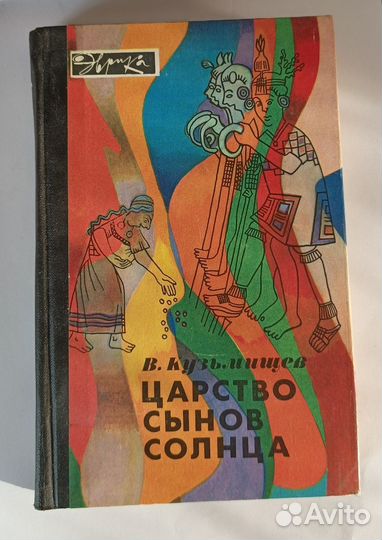 Эврика
В. Кузьмищев
ЦАРСТВО
СЫНОВ
СОЛНЦА
Avito